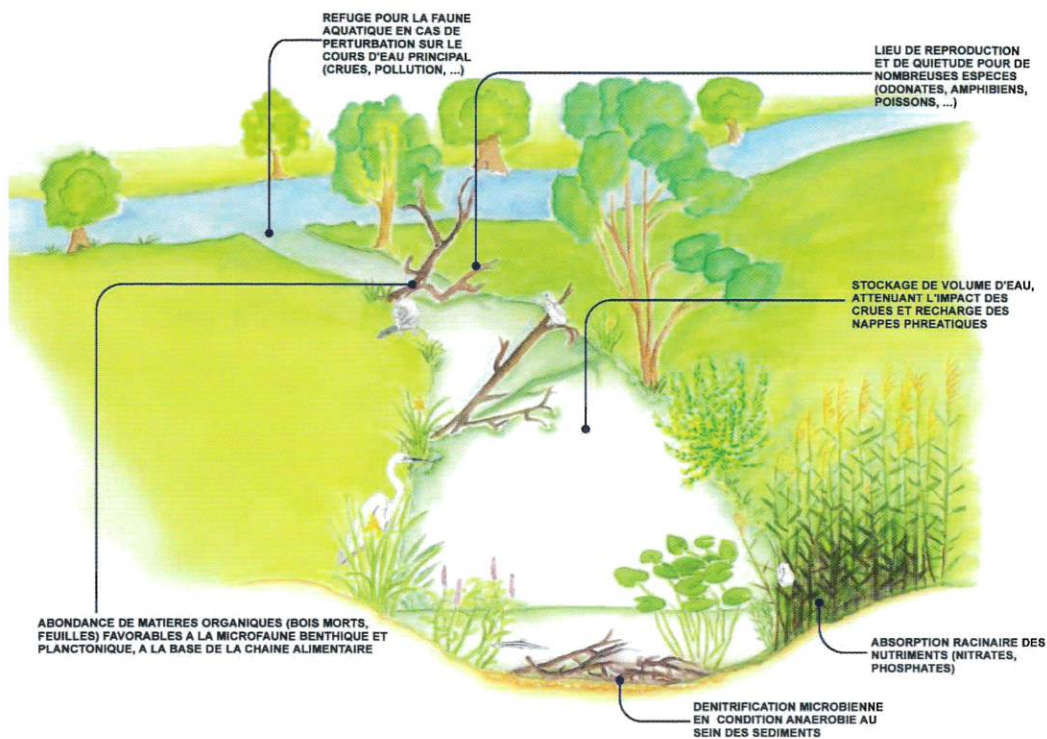 REFUGE POUR LA FAUNE
AQUATIQUE EN CAS DE
PERTURBATION SUR LE
COURS D'EAU PRINCIPAL
(CRUES, POLLUTION, ...)
LIEU DE REPRODUCTION
ET DE QUIETUDE POUR DE
NOMBREUSES ESPECES
(ODONATES, AMPHIBIENS,
POISSONS, ...)
STOCKAGE DE VOLUME D'EAU,
ATTENUANT L'IMPACT DES
CRUES ET RECHARGE DES
NAPPES PHREATIQUES
ABONDANCE DE MATIERES ORGANIQUES (BOIS MORTS,
FEUILLES) FAVORABLES A LA MICROFAUNE BENTHIQUE ET
PLANCTONIQUE, A LA BASE DE LA CHAINE ALIMENTAIRE
ABSORPTION RACINAIRE DES
NUTRIMENTS (NITRATES,
PHOSPHATES)
DENITRIFICATION MICROBIENNE
EN CONDITION ANAEROBIE AU
SEIN DES SEDIMENTS